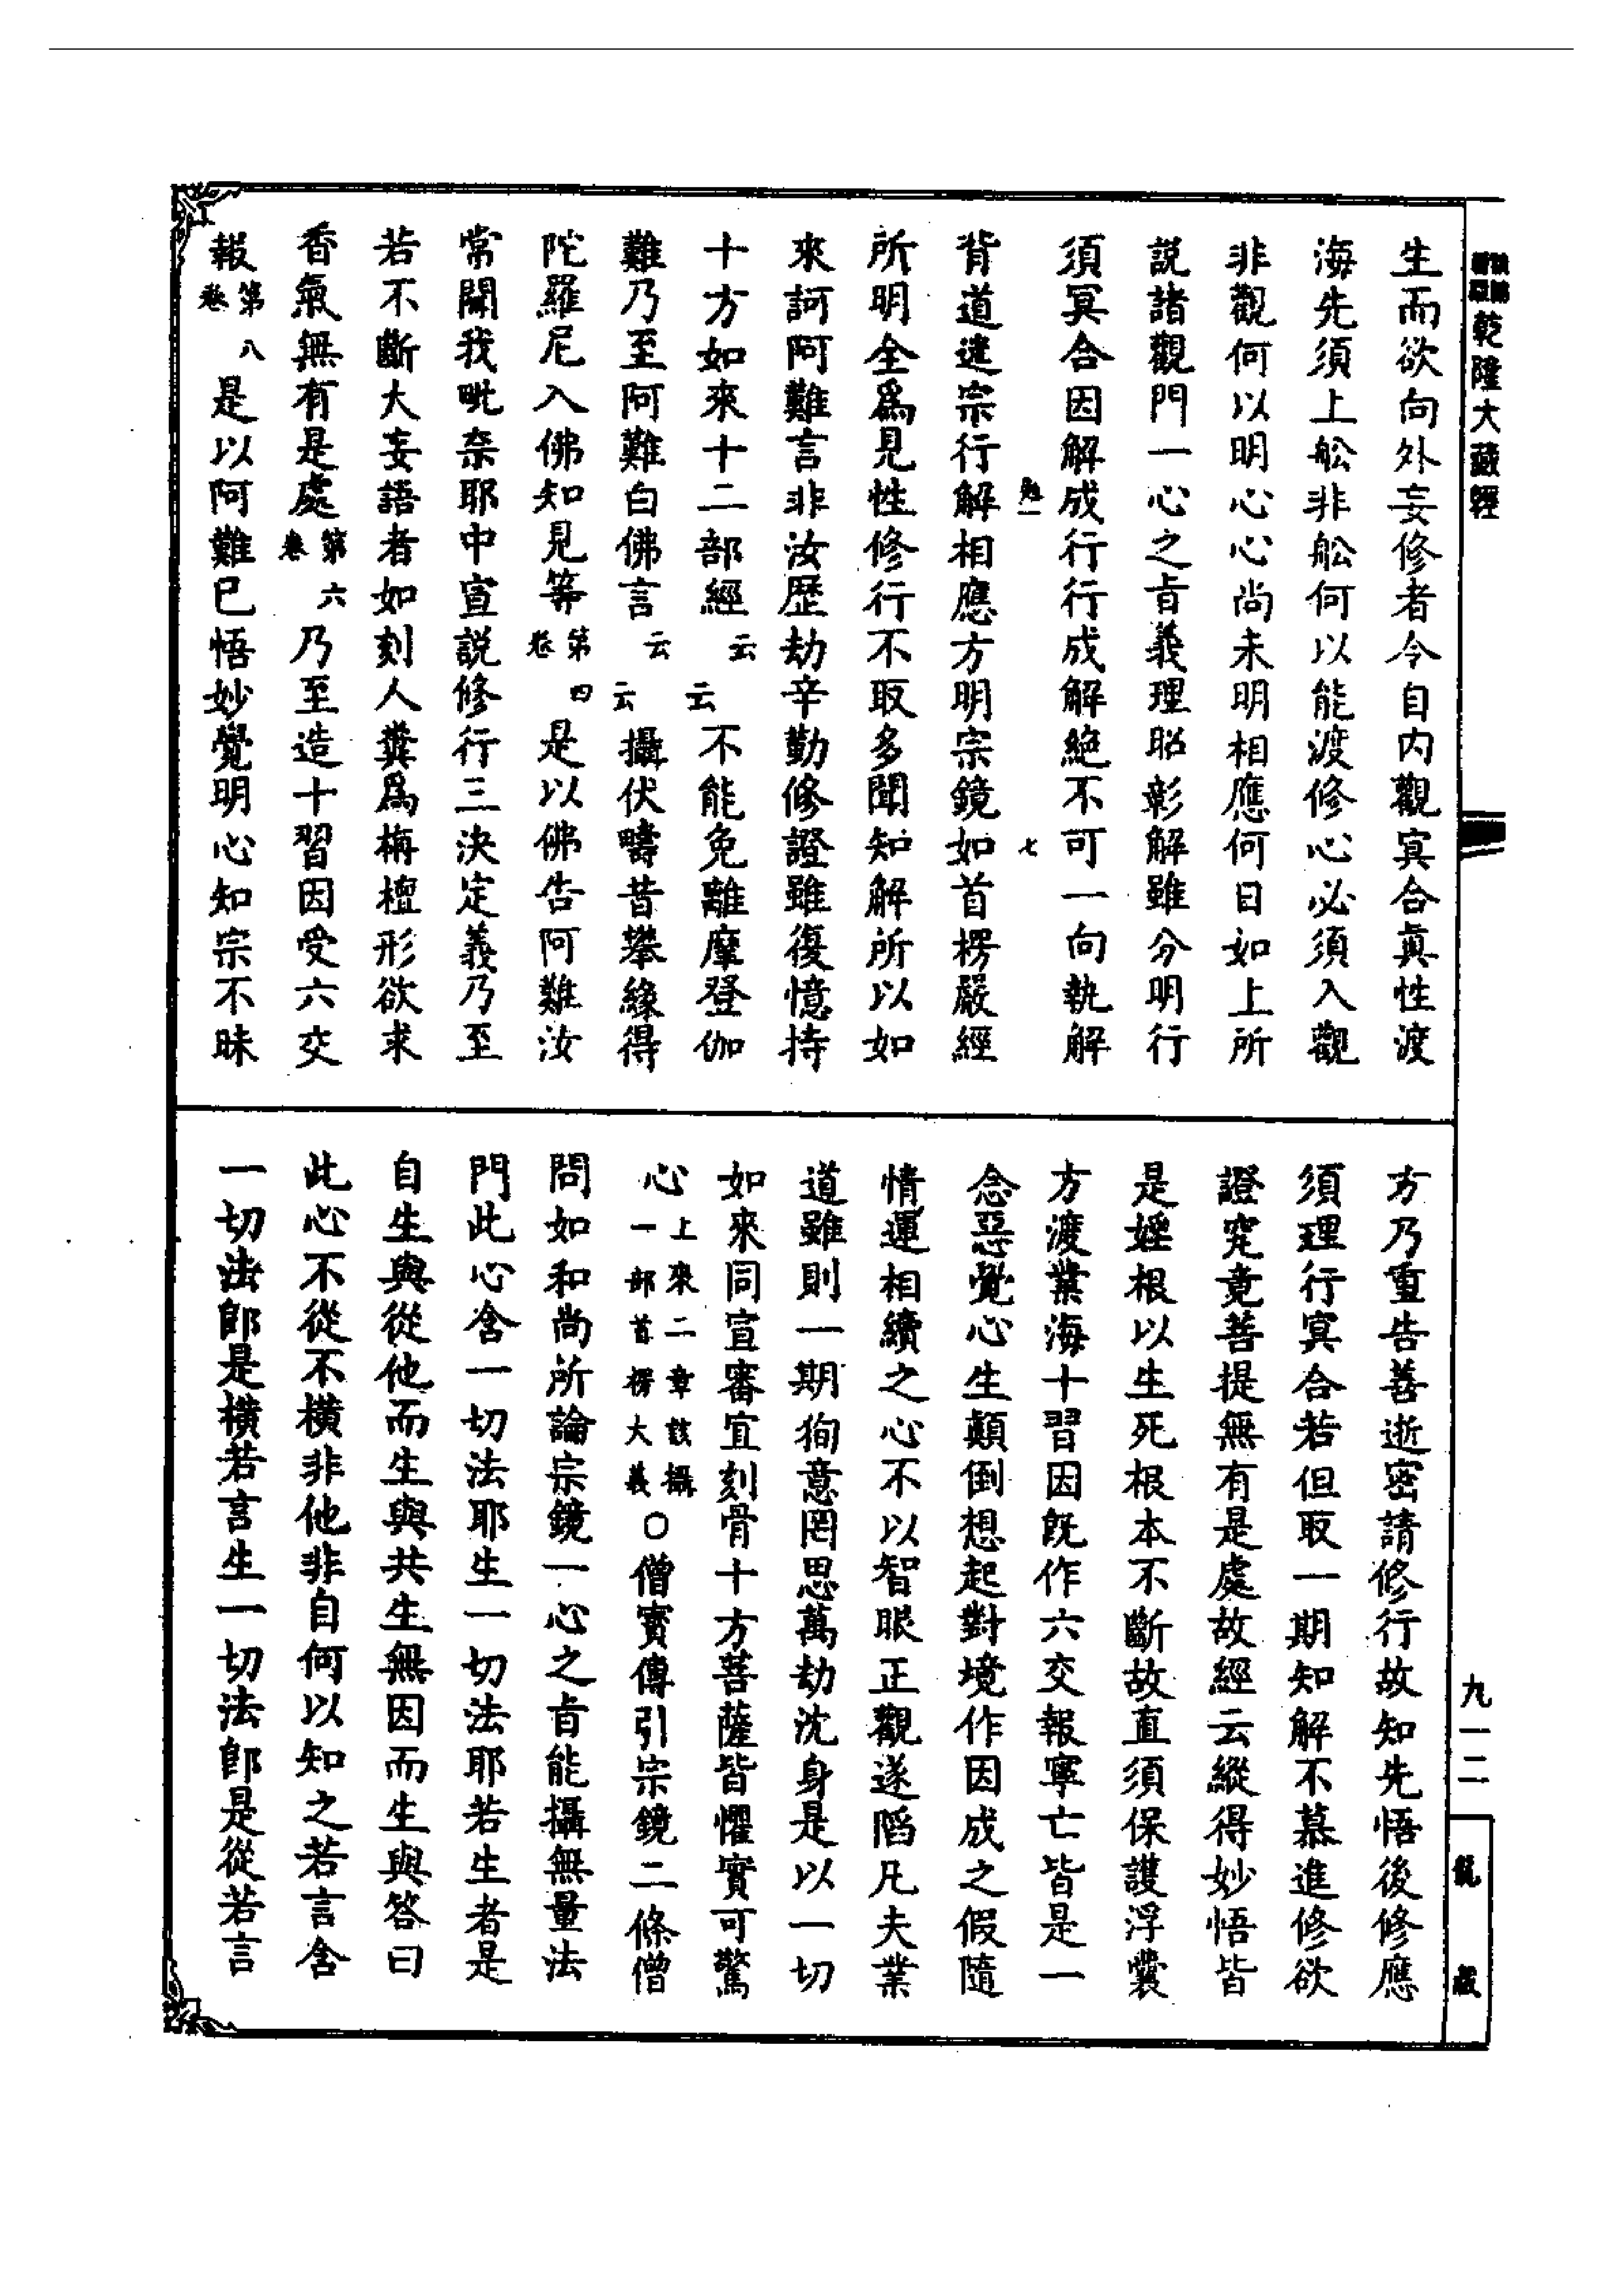 乾隆大藏經
生而欲向外妄修者今自内觀冥合眞性渡
海先須上舩非舩何以能渡修心必須入觀
非觀何以明心心尚未明相應何日如上所
説諸觀門一心之㫖義理昭彰解雖分明行
須冥合因解成行行成解絶不可一向執解
七
背道違宗行解相應方明宗鏡如首楞嚴經
所明全爲見性修行不取多聞知解所以如
來訶阿難言非汝歴劫辛勤修證雖復憶持
十方如來十二部經云云不能免離摩登伽
難乃至阿難白佛言云云攝伏疇昔攀緣得
陀羅尼入佛知見等第四卷是以佛告阿難汝
常聞我毗奈耶中宣説修行三決定義乃至
若不斷大妄語者如刻人糞爲栴檀形欲求
香氣無有是處第六卷乃至造十習因受六交
報第八卷是以阿難已悟妙覺明心知宗不昧
方乃重告善逝密請修行故知先悟後修應
須理行冥合若但取一期知解不慕進修欲
證究竟菩提無有是處故經云縱得妙悟皆
是婬根以生死根本不斷故直須保護浮囊
方渡業海十習因既作六交報寧亡皆是一
念惡覺心生顛倒想起對境作因成之假隨
情運相續之心不以智眼正觀遂滔凡夫業
道雖則一期狥意罔思萬劫沈身是以一切
如來同宣審宜刻骨十方菩薩皆懼實可驚
心上來二章該攝一部首楞大義〇僧寳傳引宗鏡二條僧
問如和尚所論宗鏡一心之㫖能攝無量法
門此心含一切法耶生一切法耶若生者是
自生與從他而生與共生無因而生與答曰
此心不從不横非他非自何以知之若言含
一切法卽是横若言生一切法卽是從若言
九一二
龍藏